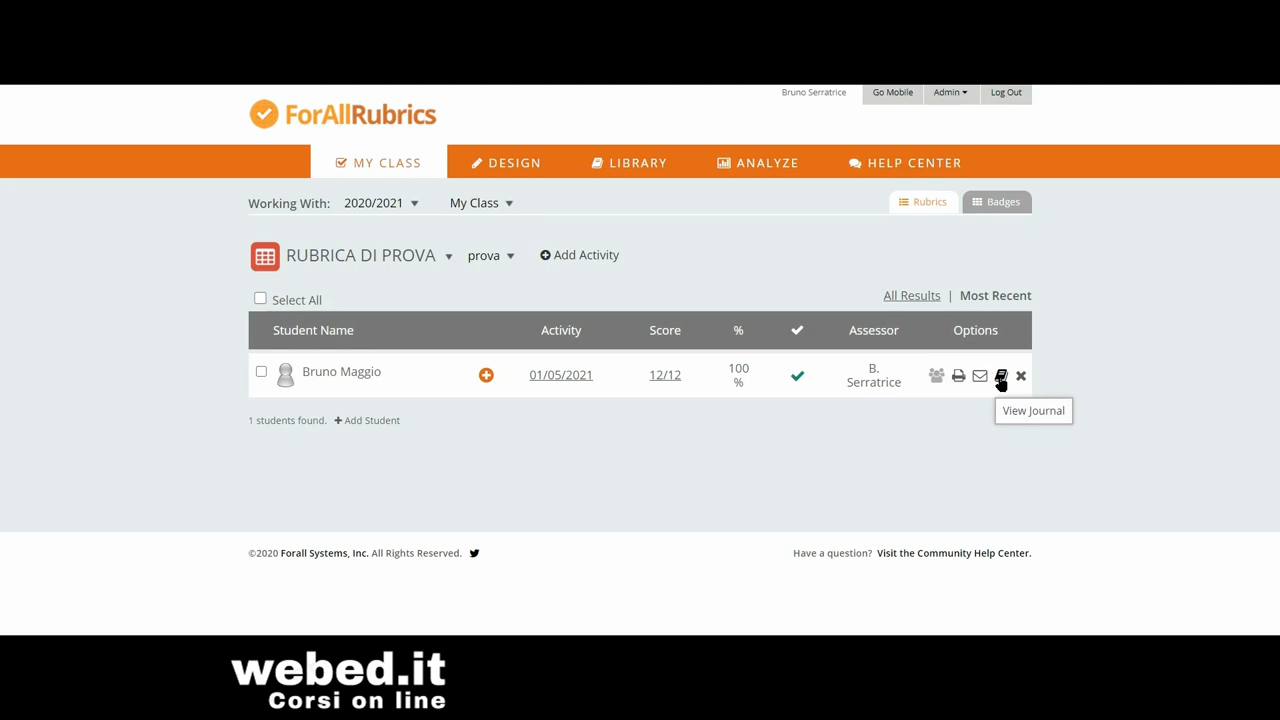 Bruno Serratrice Go Mobile Admin Log Out
ForAllRubrics
MY CLASS DESIGN LIBRARY ANALYZE HELP CENTER
Working With: 2020/2021 My Class Rubrics Badges
RUBRICA DI PROVA prova Add Activity
Select All All Results | Most Recent
Student Name Activity Score % Assessor Options
Bruno Maggio 01/05/2021 12/12 100 % B. Serratrice
View Journal
1 students found. Add Student
©2020 Forall Systems, Inc. All Rights Reserved. Have a question? Visit the Community Help Center.
webed.it
Corsi on line